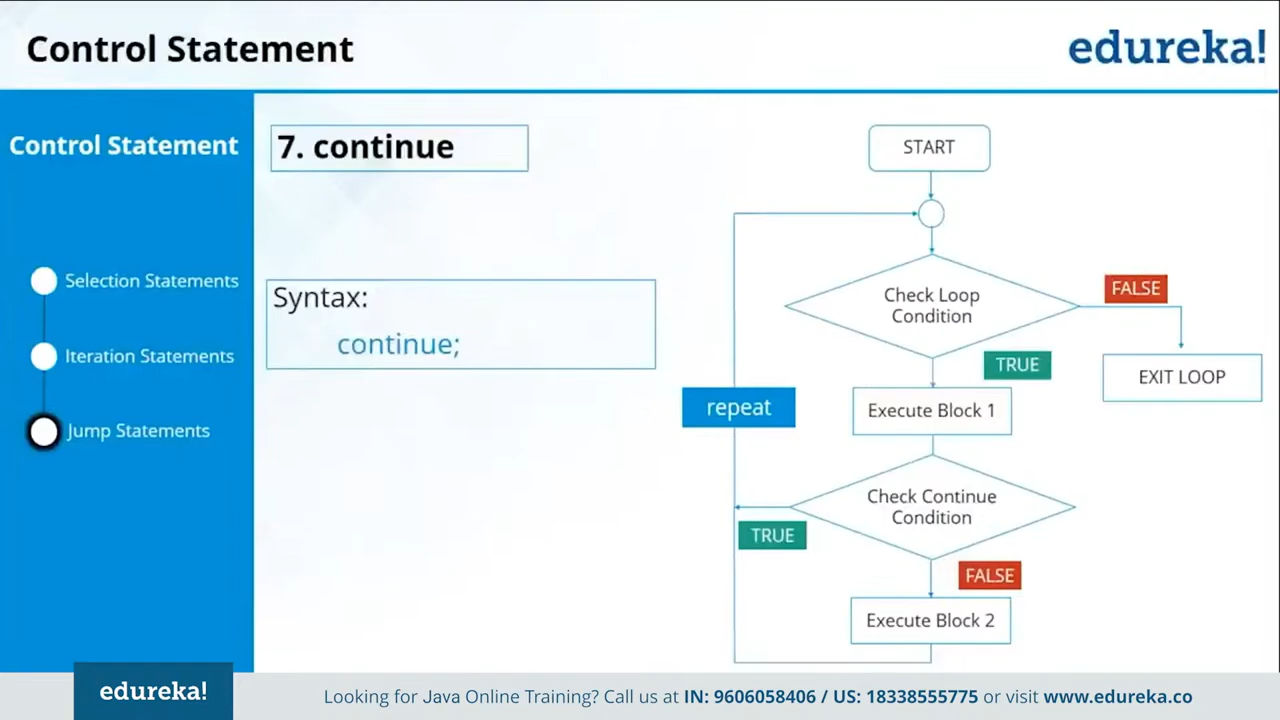 Control Statement
edureka!
Control Statement
Selection Statements
Iteration Statements
Jump Statements
7. continue
Syntax:
continue;
START
Check Loop
Condition
FALSE
EXIT LOOP
TRUE
repeat
Execute Block 1
Check Continue
Condition
TRUE
FALSE
Execute Block 2
edureka!
Looking for Java Online Training? Call us at IN: 9606058406 / US: 18338555775 or visit www.edureka.co